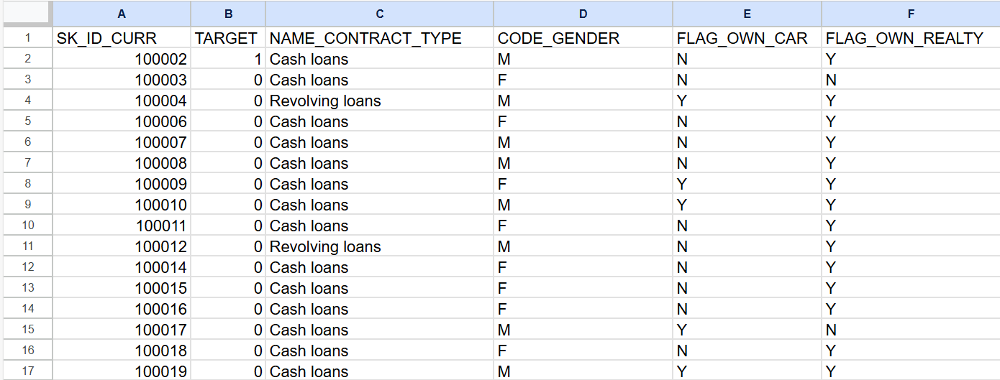 A B C D E F
1 SK_ID_CURR TARGET NAME_CONTRACT_TYPE CODE_GENDER FLAG_OWN_CAR FLAG_OWN_REALTY
2 100002 1 Cash loans M N Y
3 100003 0 Cash loans F N N
4 100004 0 Revolving loans M Y Y
5 100006 0 Cash loans F N Y
6 100007 0 Cash loans M N Y
7 100008 0 Cash loans M N Y
8 100009 0 Cash loans F Y Y
9 100010 0 Cash loans M Y Y
10 100011 0 Cash loans F N Y
11 100012 0 Revolving loans M N Y
12 100014 0 Cash loans F N Y
13 100015 0 Cash loans F N Y
14 100016 0 Cash loans F N Y
15 100017 0 Cash loans M Y N
16 100018 0 Cash loans F N Y
17 100019 0 Cash loans M Y Y